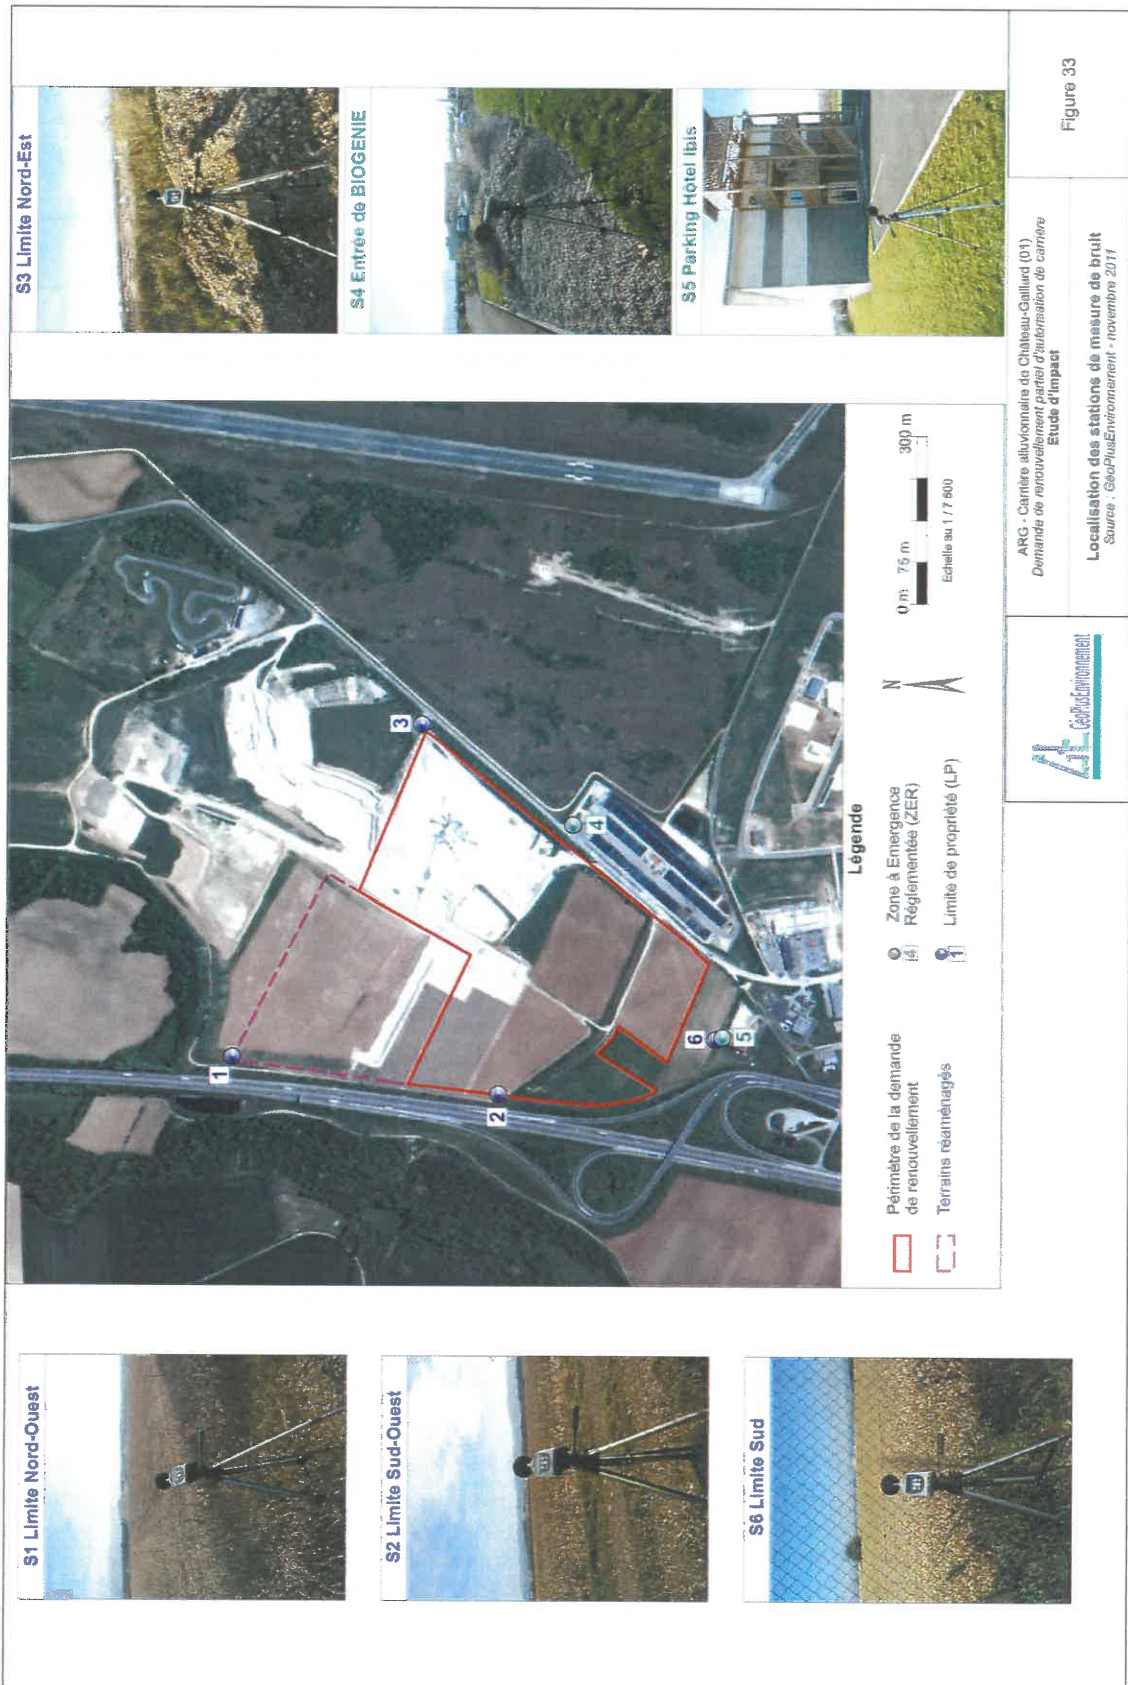 S1 Limite Nord-Ouest
S2 Limite Sud-Ouest
S6 Limite Sud
1
2
3
4
5
6
Légende
Périmètre de la demande
de renouvellement
Terrains réaménagés
4
Zone à Emergence
Réglementée (ZER)
1
Limite de propriété (LP)
N
0 m 75 m 300 m
Echelle au 1 / 7 600
S3 Limite Nord-Est
S4 Entrée de BIOGENIE
S5 Parking Hôtel Ibis
GéoPlusEnvironnement
ARG - Carrière alluvionnaire de Château-Gaillard (01)
Demande de renouvellement partiel d'autorisation de carrière
Etude d'Impact
Localisation des stations de mesure de bruit
Source : GéoPlusEnvironnement - novembre 2011
Figure 33